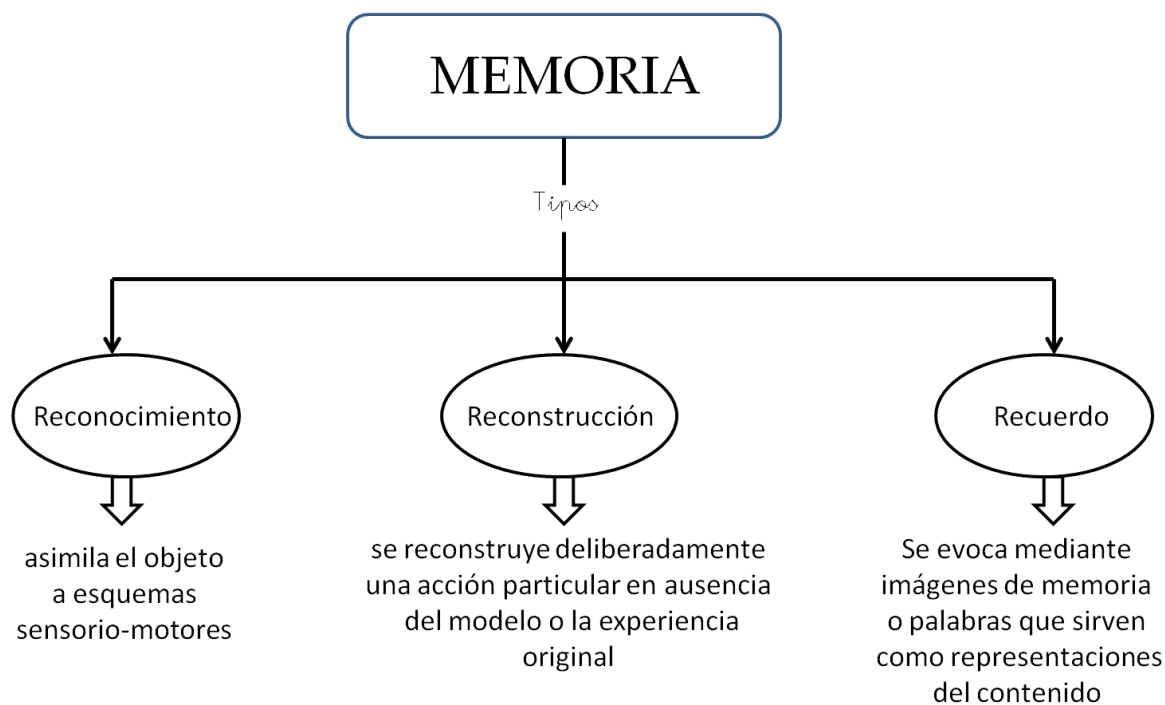 MEMORIA
Tipos
Reconocimiento
Reconstrucción
Recuerdo
asimila el objeto
a esquemas
sensorio-motores
se reconstruye deliberadamente
una acción particular en ausencia
del modelo o la experiencia
original
Se evoca mediante
imágenes de memoria
o palabras que sirven
como representaciones
del contenido